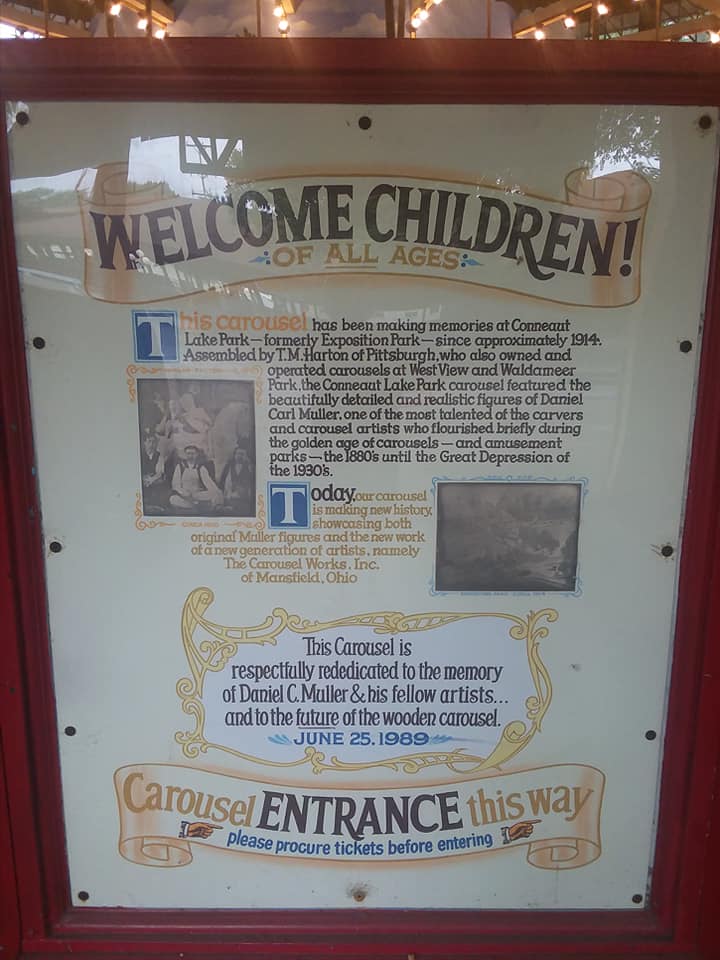 WELCOME CHILDREN!
OF ALL AGES
This carousel has been making memories at Conneaut
Lake Park — formerly Exposition Park — since approximately 1914.
Assembled by T.M. Harton of Pittsburgh, who also owned and
operated carousels at West View and Waldameer
Park, the Conneaut Lake Park carousel featured the
beautifully detailed and realistic figures of Daniel
Carl Muller, one of the most talented of the carvers
and carousel artists who flourished briefly during
the golden age of carousels — and amusement
parks — the 1880's until the Great Depression of
the 1930's.
Today, our carousel
is making new history,
showcasing both
original Muller figures and the new work
of a new generation of artists, namely
The Carousel Works, Inc.
of Mansfield, Ohio
This Carousel is
respectfully rededicated to the memory
of Daniel C. Muller & his fellow artists...
and to the future of the wooden carousel.
JUNE 25, 1989
Carousel ENTRANCE this way
please procure tickets before entering